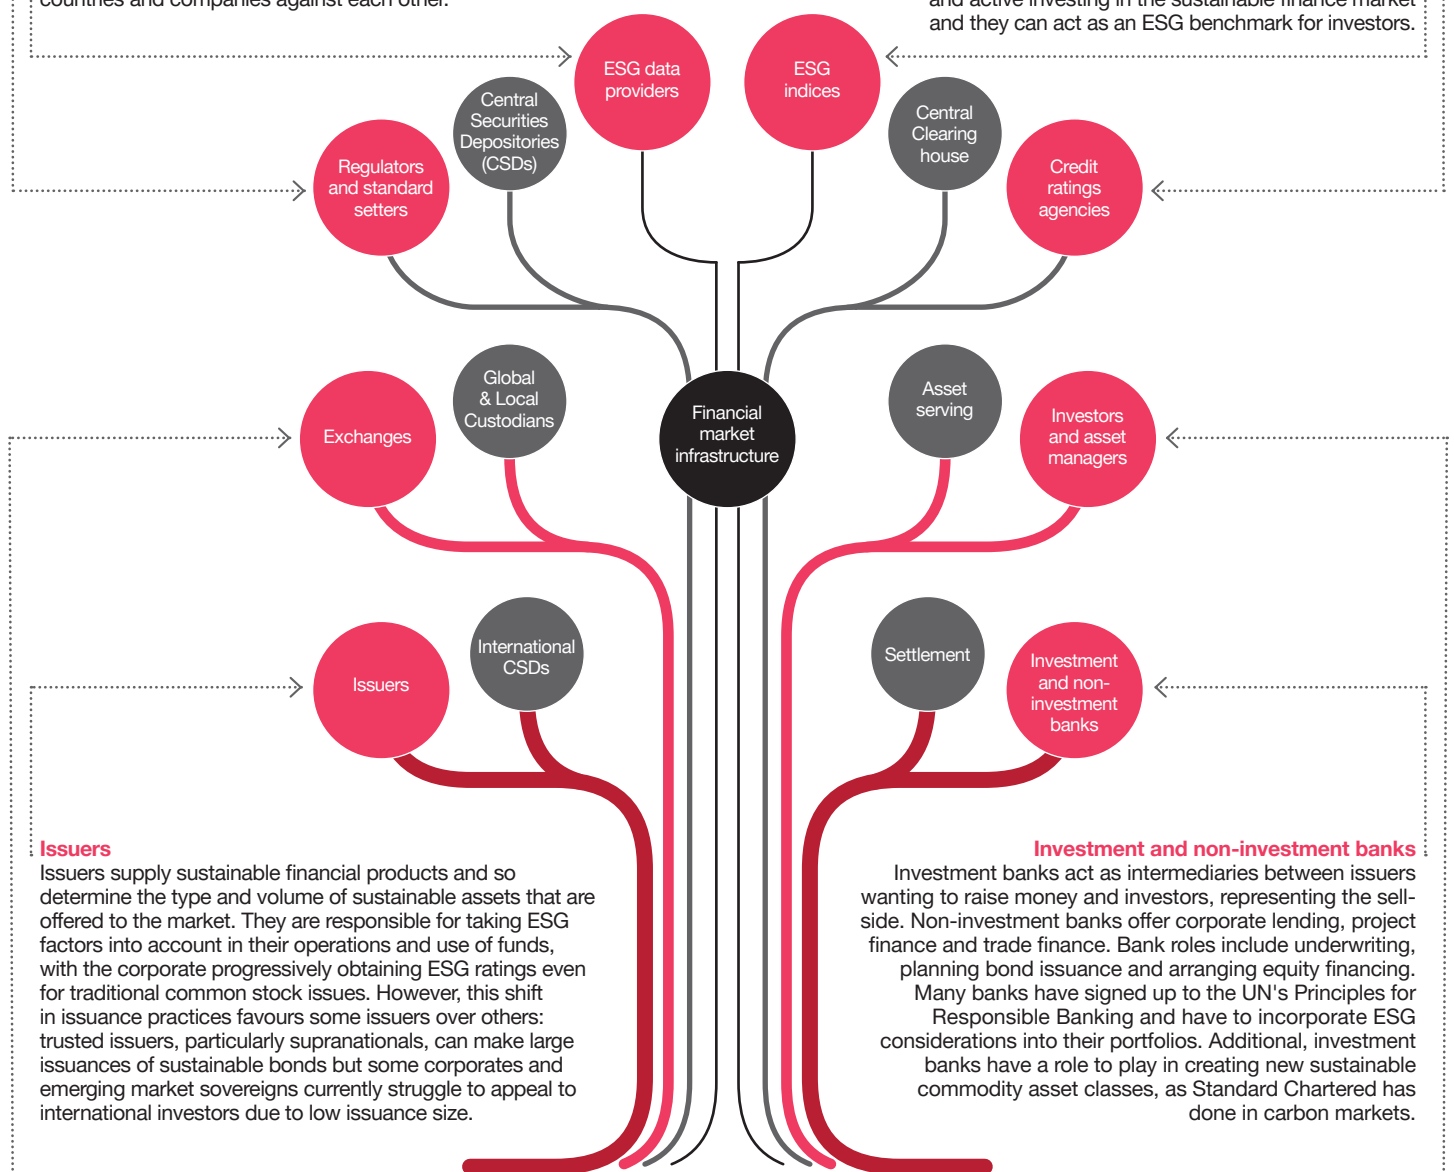 countries and companies against each other.
and active investing in the sustainable finance market
and they can act as an ESG benchmark for investors.
ESG data
providers
ESG
indices
Central
Securities
Depositories
(CSDs)
Central
Clearing
house
Regulators
and standard
setters
Credit
ratings
agencies
Global
& Local
Custodians
Asset
serving
Exchanges
Financial
market
infrastructure
Investors
and asset
managers
International
CSDs
Settlement
Issuers
Investment
and non-
investment
banks
Issuers
Issuers supply sustainable financial products and so
determine the type and volume of sustainable assets that are
offered to the market. They are responsible for taking ESG
factors into account in their operations and use of funds,
with the corporate progressively obtaining ESG ratings even
for traditional common stock issues. However, this shift
in issuance practices favours some issuers over others:
trusted issuers, particularly supranationals, can make large
issuances of sustainable bonds but some corporates and
emerging market sovereigns currently struggle to appeal to
international investors due to low issuance size.
Investment and non-investment banks
Investment banks act as intermediaries between issuers
wanting to raise money and investors, representing the sell-
side. Non-investment banks offer corporate lending, project
finance and trade finance. Bank roles include underwriting,
planning bond issuance and arranging equity financing.
Many banks have signed up to the UN's Principles for
Responsible Banking and have to incorporate ESG
considerations into their portfolios. Additional, investment
banks have a role to play in creating new sustainable
commodity asset classes, as Standard Chartered has
done in carbon markets.